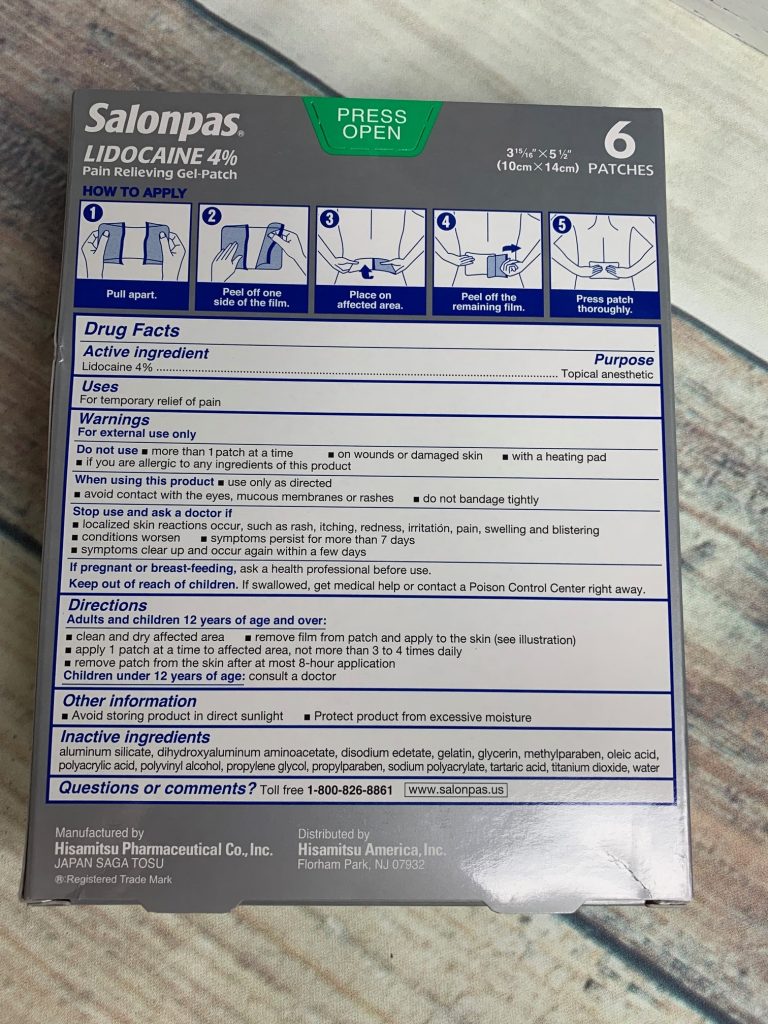 Salonpas®
LIDOCAINE 4%
Pain Relieving Gel-Patch
PRESS
OPEN
3 15/16" × 5 1/2"
(10cm × 14cm)
6
PATCHES
HOW TO APPLY
1
Pull apart.
2
Peel off one
side of the film.
3
Place on
affected area.
4
Peel off the
remaining film.
5
Press patch
thoroughly.
Drug Facts
Active ingredient Purpose
Lidocaine 4% ........ Topical anesthetic
Uses
For temporary relief of pain
Warnings
For external use only
Do not use ■ more than 1 patch at a time ■ on wounds or damaged skin ■ with a heating pad
■ if you are allergic to any ingredients of this product
When using this product ■ use only as directed
■ avoid contact with the eyes, mucous membranes or rashes ■ do not bandage tightly
Stop use and ask a doctor if
■ localized skin reactions occur, such as rash, itching, redness, irritation, pain, swelling and blistering
■ conditions worsen ■ symptoms persist for more than 7 days
■ symptoms clear up and occur again within a few days
If pregnant or breast-feeding, ask a health professional before use.
Keep out of reach of children. If swallowed, get medical help or contact a Poison Control Center right away.
Directions
Adults and children 12 years of age and over:
■ clean and dry affected area ■ remove film from patch and apply to the skin (see illustration)
■ apply 1 patch at a time to affected area, not more than 3 to 4 times daily
■ remove patch from the skin after at most 8-hour application
Children under 12 years of age: consult a doctor
Other information
■ Avoid storing product in direct sunlight ■ Protect product from excessive moisture
Inactive ingredients
aluminum silicate, dihydroxyaluminum aminoacetate, disodium edetate, gelatin, glycerin, methylparaben, oleic acid,
polyacrylic acid, polyvinyl alcohol, propylene glycol, propylparaben, sodium polyacrylate, tartaric acid, titanium dioxide, water
Questions or comments? Toll free 1-800-826-8861 www.salonpas.us
Manufactured by
Hisamitsu Pharmaceutical Co., Inc.
JAPAN SAGA TOSU
®:Registered Trade Mark
Distributed by
Hisamitsu America, Inc.
Florham Park, NJ 07932